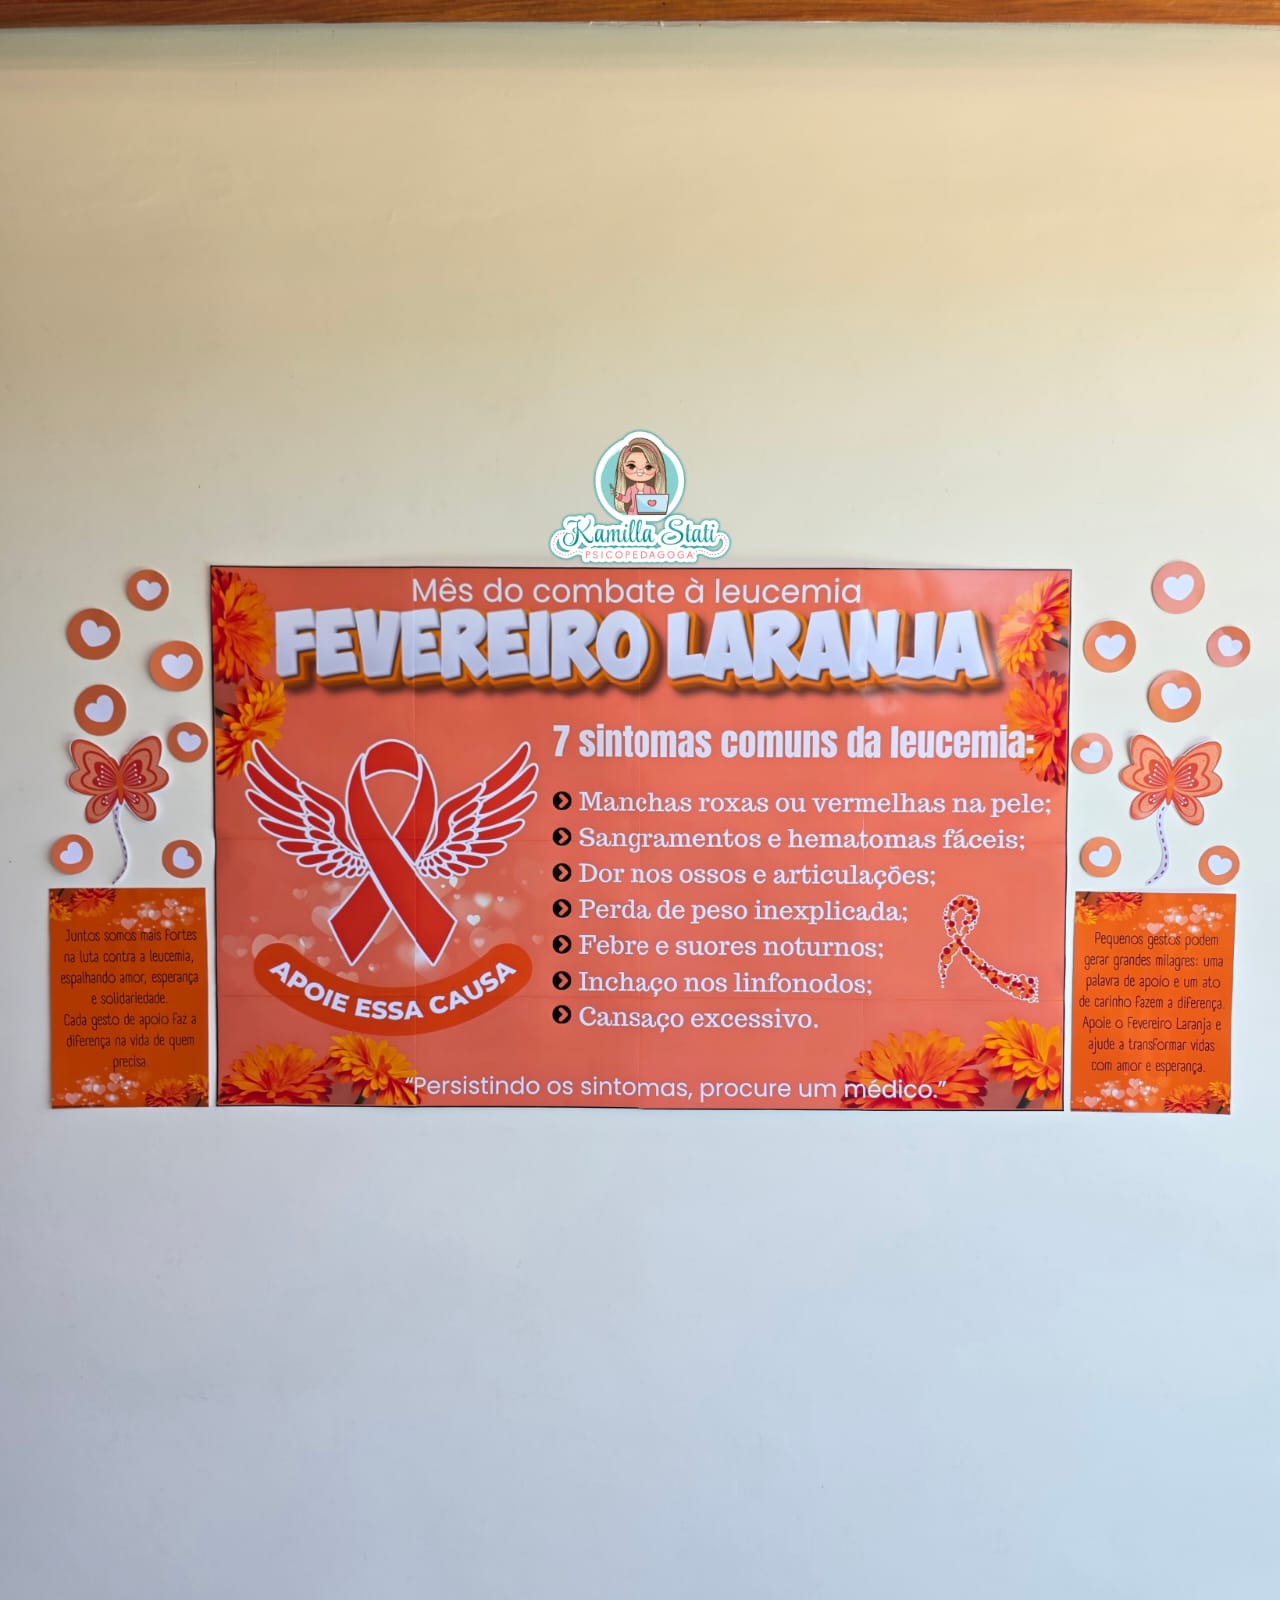 Kamilla Stati
PSICOPEDAGOGA
Mês do combate à leucemia
FEVEREIRO LARANJA
7 sintomas comuns da leucemia:
Manchas roxas ou vermelhas na pele;
Sangramentos e hematomas fáceis;
Dor nos ossos e articulações;
Perda de peso inexplicada;
Febre e suores noturnos;
Inchaço nos linfonodos;
Cansaço excessivo.
APOIE ESSA CAUSA
"Persistindo os sintomas, procure um médico."
Juntos somos mais fortes
na luta contra a leucemia,
espalhando amor, esperança
e solidariedade.
Cada gesto de apoio faz a
diferença na vida de quem
precisa.
Pequenos gestos podem
gerar grandes milagres: uma
palavra de apoio e um ato
de carinho fazem a diferença.
Apoie o Fevereiro Laranja e
ajude a transformar vidas
com amor e esperança.